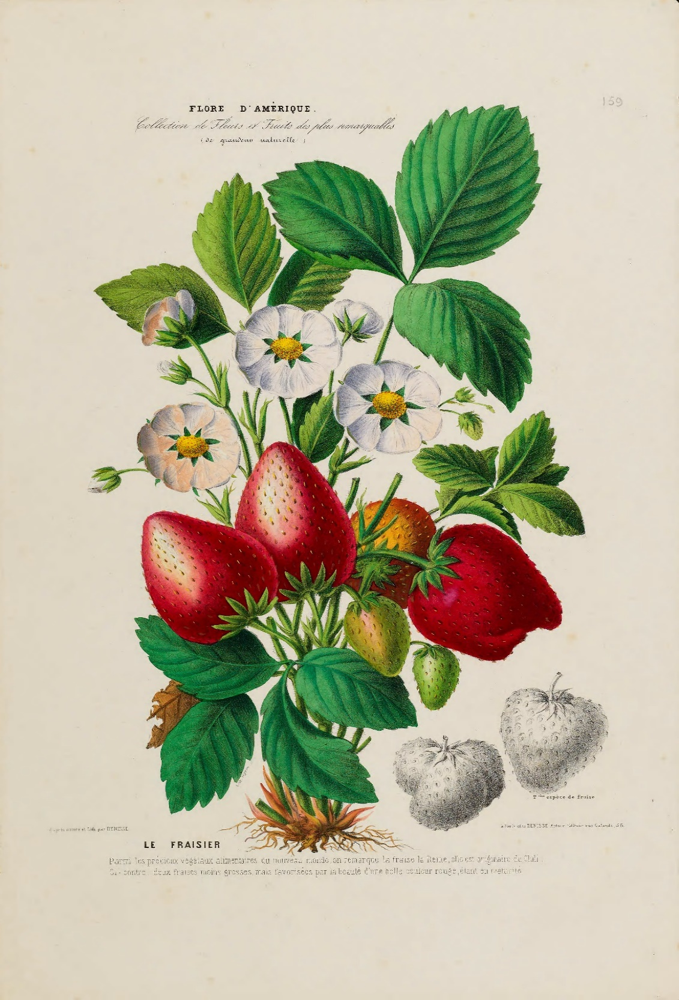 159
FLORE D'AMÉRIQUE.
Collection de Fleurs et Fruits des plus remarquables
(de grandeur naturelle)
2ème espèce de fraise
d'après nature et lith. par DENISSE
à Paris chez DENISSE Auteur Editeur rue Galande, 56.
LE FRAISIER
Parmi les précieux végétaux alimentaires du nouveau monde, on remarque la fraise la Reine, elle est originaire du Chili.
Ci-contre deux fraises moins grosses, mais favorisées par la beauté d'une belle couleur rouge, étant en maturité